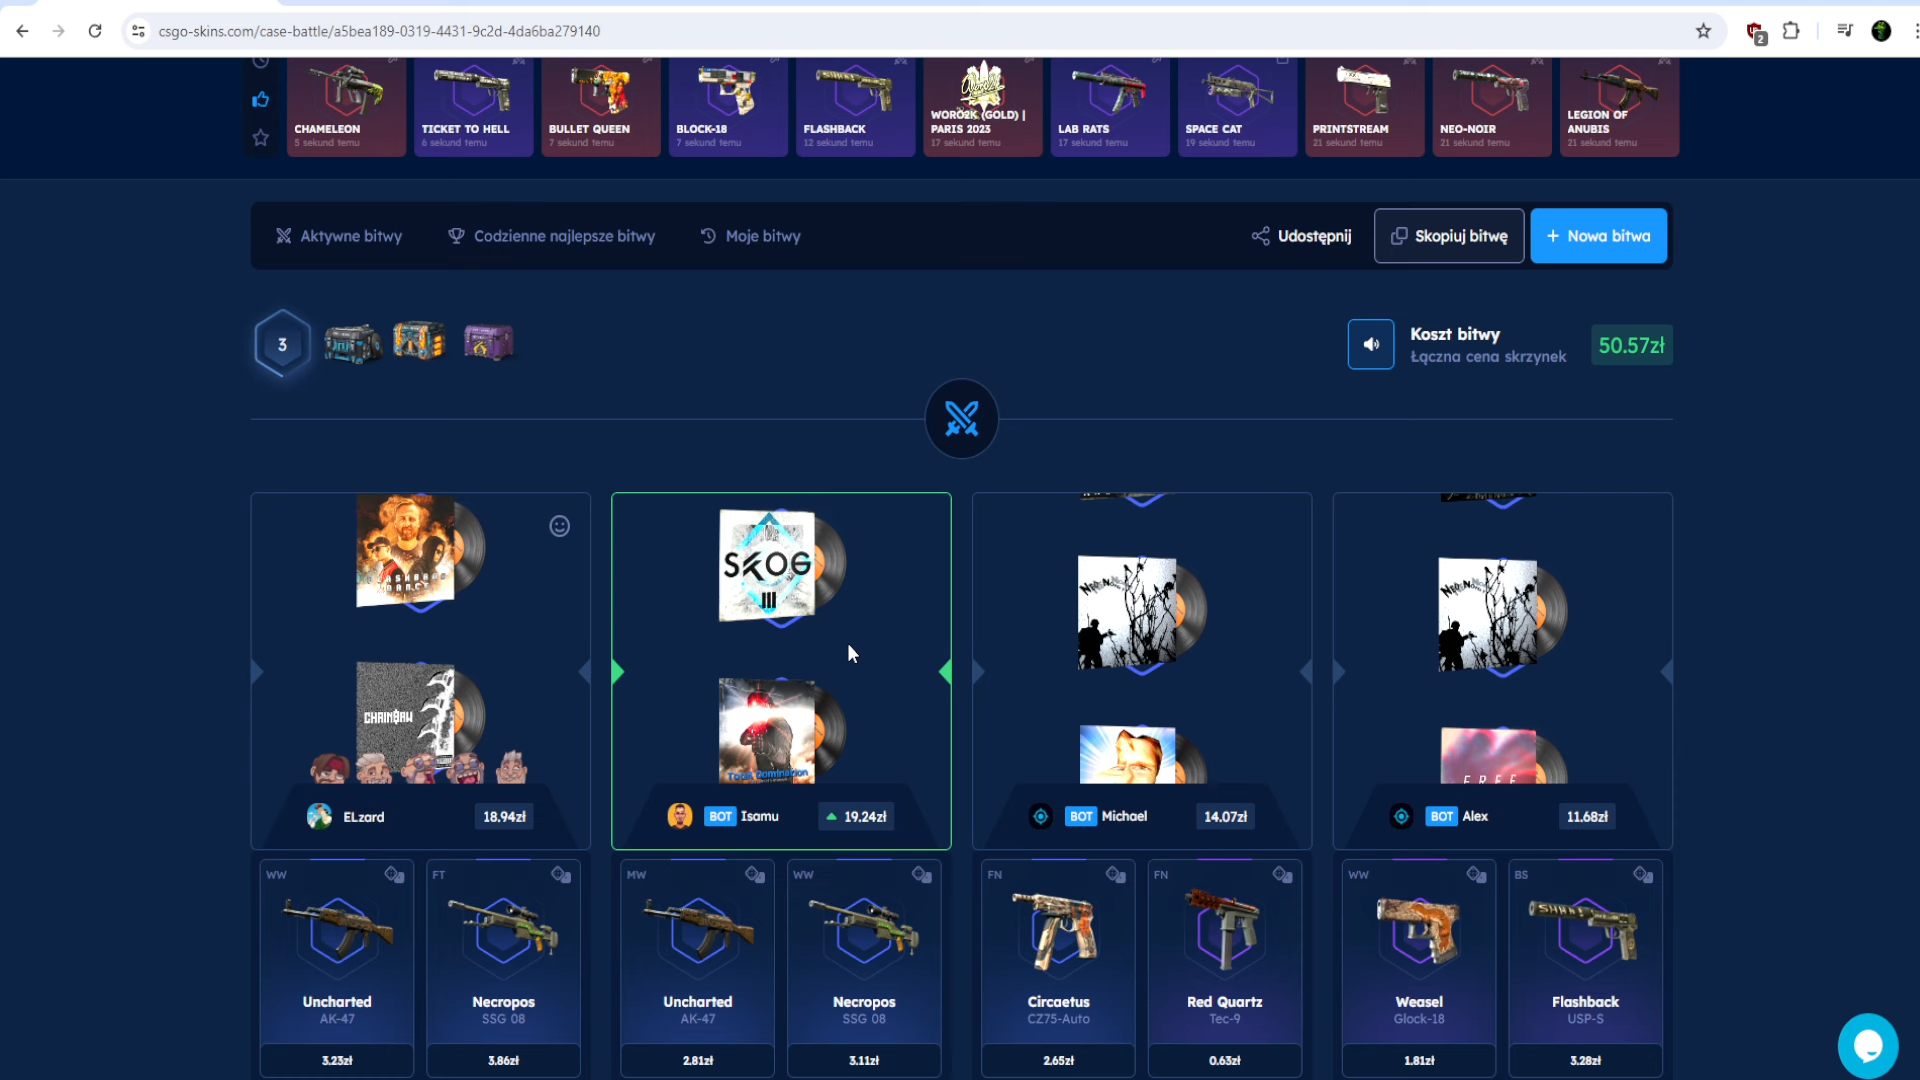 csgo-skins.com/case-battle/a5bea189-0319-4431-9c2d-4da6ba279140
2
CHAMELEON
5 sekund temu
TICKET TO HELL
6 sekund temu
BULLET QUEEN
7 sekund temu
BLOCK-18
7 sekund temu
FLASHBACK
12 sekund temu
WORO2K (GOLD) |
PARIS 2023
17 sekund temu
LAB RATS
17 sekund temu
SPACE CAT
19 sekund temu
PRINTSTREAM
21 sekund temu
NEO-NOIR
21 sekund temu
LEGION OF
ANUBIS
21 sekund temu
Aktywne bitwy
Codzienne najlepsze bitwy
Moje bitwy
Udostępnij
Skopiuj bitwę
+ Nowa bitwa
3
Koszt bitwy
Łączna cena skrzynek
50.57zł
SKOG
III
CHAIN$AW
Total Domination
FREE
ELzard
18.94zł
BOT Isamu
19.24zł
BOT Michael
14.07zł
BOT Alex
11.68zł
WW
Uncharted
AK-47
3.23zł
FT
Necropos
SSG 08
3.86zł
MW
Uncharted
AK-47
2.81zł
WW
Necropos
SSG 08
3.11zł
FN
Circaetus
CZ75-Auto
2.65zł
FN
Red Quartz
Tec-9
0.63zł
WW
Weasel
Glock-18
1.81zł
BS
Flashback
USP-S
3.28zł